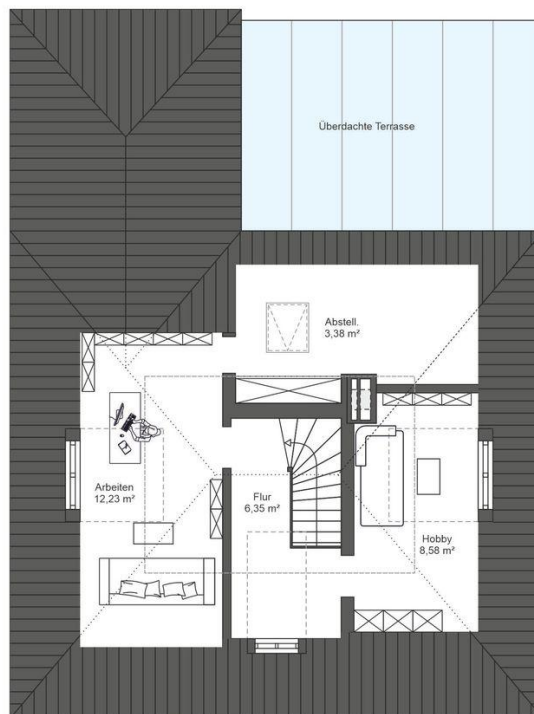 Überdachte Terrasse
Abstell.
3,38 m²
Arbeiten
12,23 m²
Flur
6,35 m²
Hobby
8,58 m²